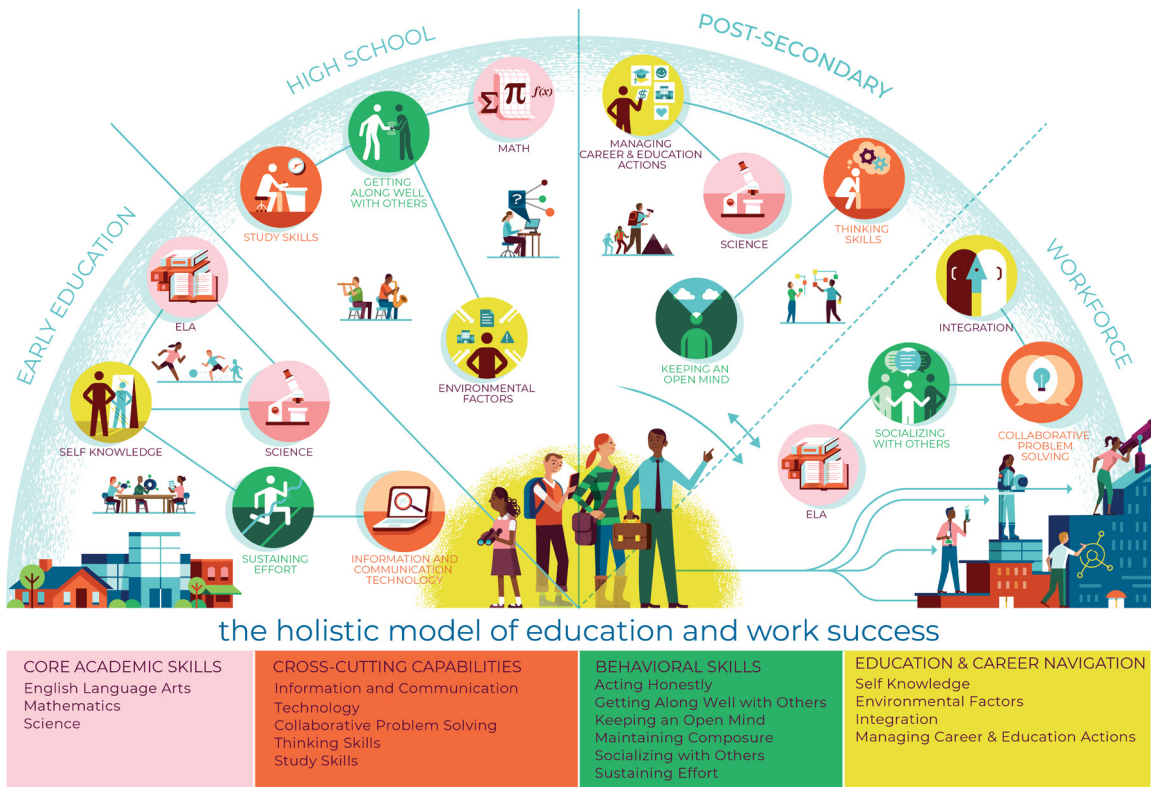 HIGH SCHOOL
POST-SECONDARY
EARLY EDUCATION
WORKFORCE
Σ π f(x)
MATH
GETTING
ALONG WELL
WITH OTHERS
STUDY SKILLS
ELA
SELF KNOWLEDGE
SCIENCE
SUSTAINING
EFFORT
INFORMATION AND
COMMUNICATION
TECHNOLOGY
?
ENVIRONMENTAL
FACTORS
$
MANAGING
CAREER & EDUCATION
ACTIONS
SCIENCE
THINKING
SKILLS
KEEPING AN
OPEN MIND
INTEGRATION
SOCIALIZING
WITH OTHERS
COLLABORATIVE
PROBLEM
SOLVING
ELA
the holistic model of education and work success
CORE ACADEMIC SKILLS
English Language Arts
Mathematics
Science
CROSS-CUTTING CAPABILITIES
Information and Communication
Technology
Collaborative Problem Solving
Thinking Skills
Study Skills
BEHAVIORAL SKILLS
Acting Honestly
Getting Along Well with Others
Keeping an Open Mind
Maintaining Composure
Socializing with Others
Sustaining Effort
EDUCATION & CAREER NAVIGATION
Self Knowledge
Environmental Factors
Integration
Managing Career & Education Actions